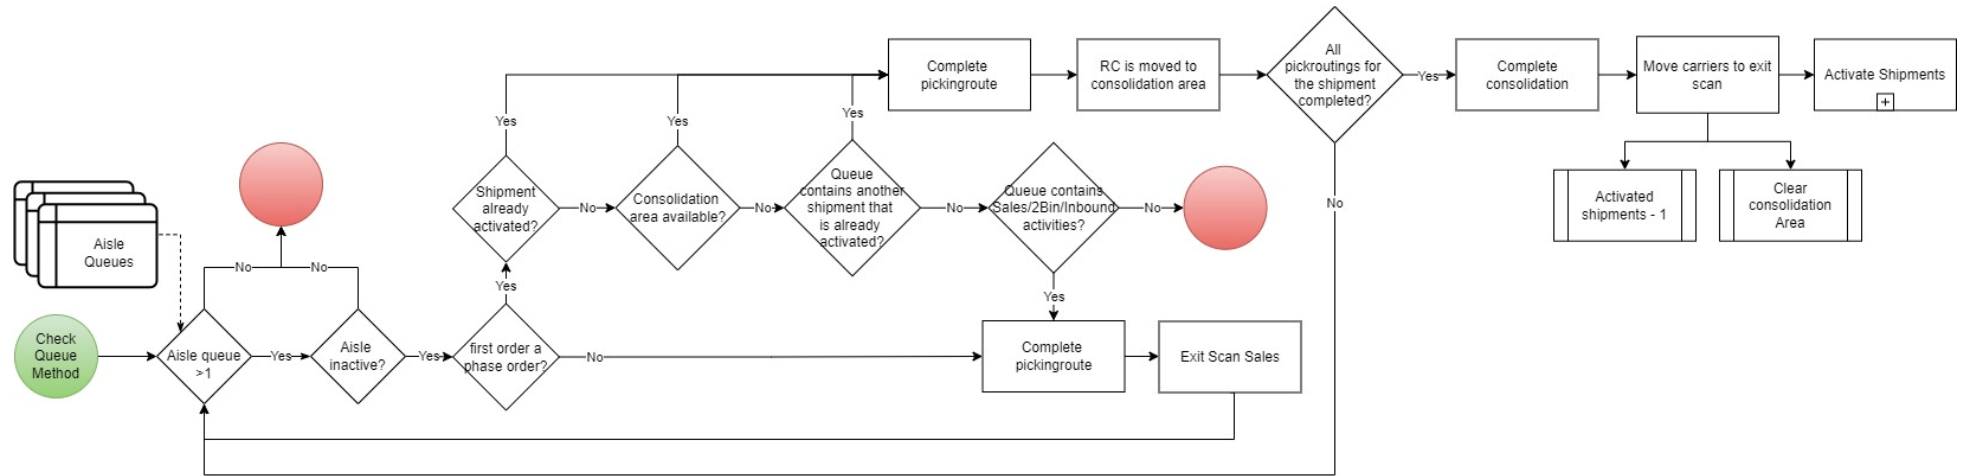 Aisle
Queues
Check
Queue
Method
Aisle queue
>1
No
No
Yes
Aisle
inactive?
Yes
first order a
phase order?
Yes
No
Shipment
already
activated?
Yes
No
Consolidation
area available?
Yes
No
Queue
contains another
shipment that
is already
activated?
Yes
No
Queue contains
Sales/2Bin/Inbound
activities?
No
Yes
Complete
pickingroute
Exit Scan Sales
Complete
pickingroute
RC is moved to
consolidation area
All
pickroutings for
the shipment
completed?
Yes
No
Complete
consolidation
Move carriers to exit
scan
Activate Shipments
+
Activated
shipments - 1
Clear
consolidation
Area